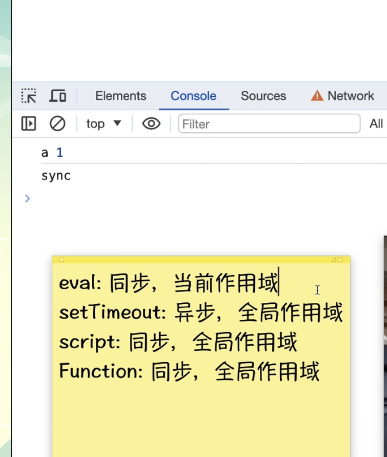 Elements Console Sources Network
top Filter All
a 1
sync
>
eval: 同步，当前作用域
setTimeout: 异步，全局作用域
script: 同步，全局作用域
Function: 同步，全局作用域